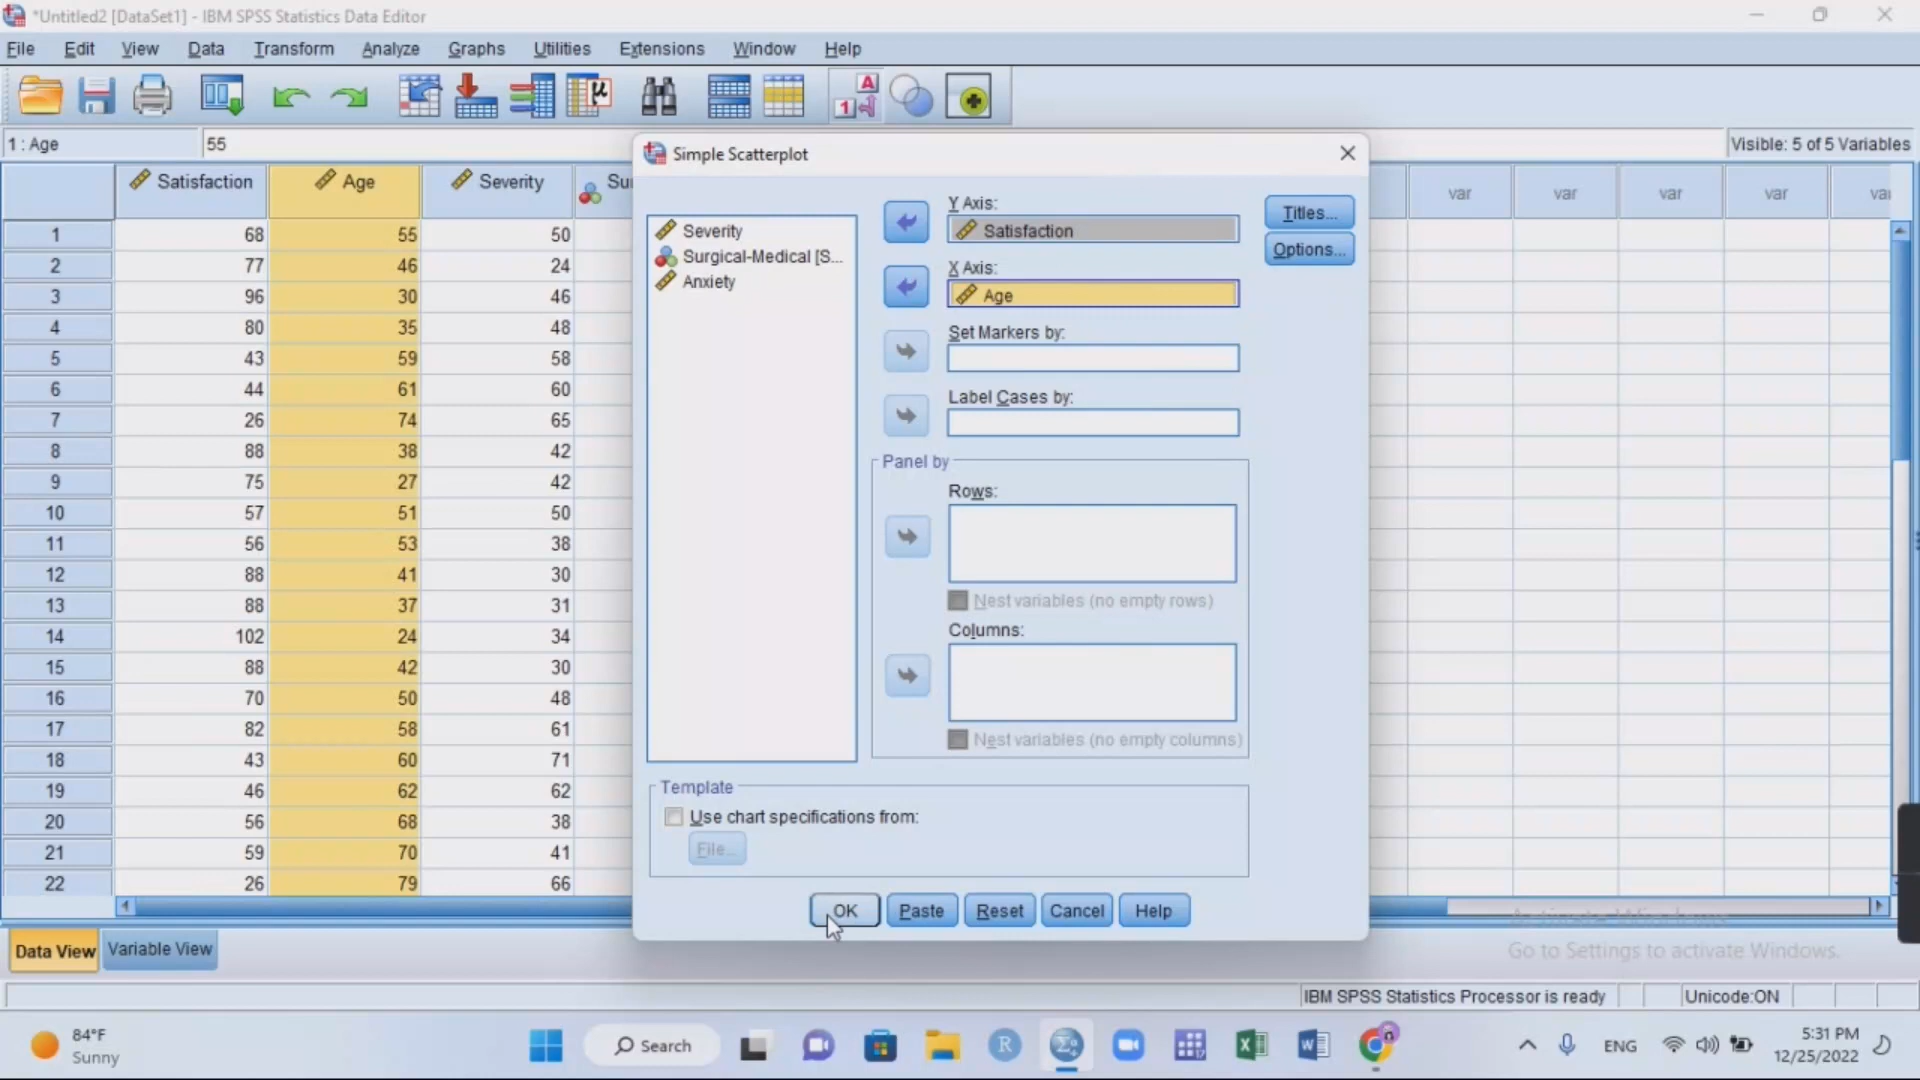 *Untitled2 [DataSet1] - IBM SPSS Statistics Data Editor
File Edit View Data Transform Analyze Graphs Utilities Extensions Window Help
1 : Age 55 Visible: 5 of 5 Variables
Satisfaction Age Severity Su var var var var va
1 68 55 50
2 77 46 24
3 96 30 46
4 80 35 48
5 43 59 58
6 44 61 60
7 26 74 65
8 88 38 42
9 75 27 42
10 57 51 50
11 56 53 38
12 88 41 30
13 88 37 31
14 102 24 34
15 88 42 30
16 70 50 48
17 82 58 61
18 43 60 71
19 46 62 62
20 56 68 38
21 59 70 41
22 26 79 66
Simple Scatterplot
Severity
Surgical-Medical [S...
Anxiety
Y Axis:
Satisfaction
X Axis:
Age
Set Markers by:
Label Cases by:
Titles...
Options...
Panel by
Rows:
Nest variables (no empty rows)
Columns:
Nest variables (no empty columns)
Template
Use chart specifications from:
File...
OK Paste Reset Cancel Help
Go to Settings to activate Windows.
Data View Variable View
IBM SPSS Statistics Processor is ready Unicode:ON
84°F
Sunny
Search
ENG
5:31 PM
12/25/2022